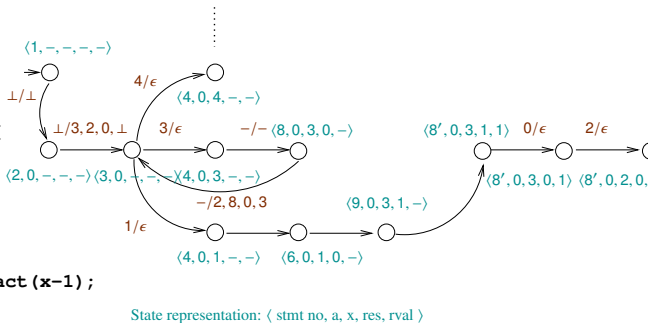 ⟨1, −, −, −, −⟩
⊥/⊥
4/ϵ
⟨4, 0, 4, −, −⟩
⊥/3, 2, 0, ⊥
3/ϵ
−/−
⟨8, 0, 3, 0, −⟩
⟨8′, 0, 3, 1, 1⟩
0/ϵ
2/ϵ
⟨2, 0, −, −, −⟩
⟨3, 0, −, −, −⟩
⟨4, 0, 3, −, −⟩
⟨8′, 0, 3, 0, 1⟩
⟨8′, 0, 2, 0,
−/2, 8, 0, 3
1/ϵ
⟨9, 0, 3, 1, −⟩
⟨4, 0, 1, −, −⟩
⟨6, 0, 1, 0, −⟩
act(x−1);
State representation: ⟨ stmt no, a, x, res, rval ⟩